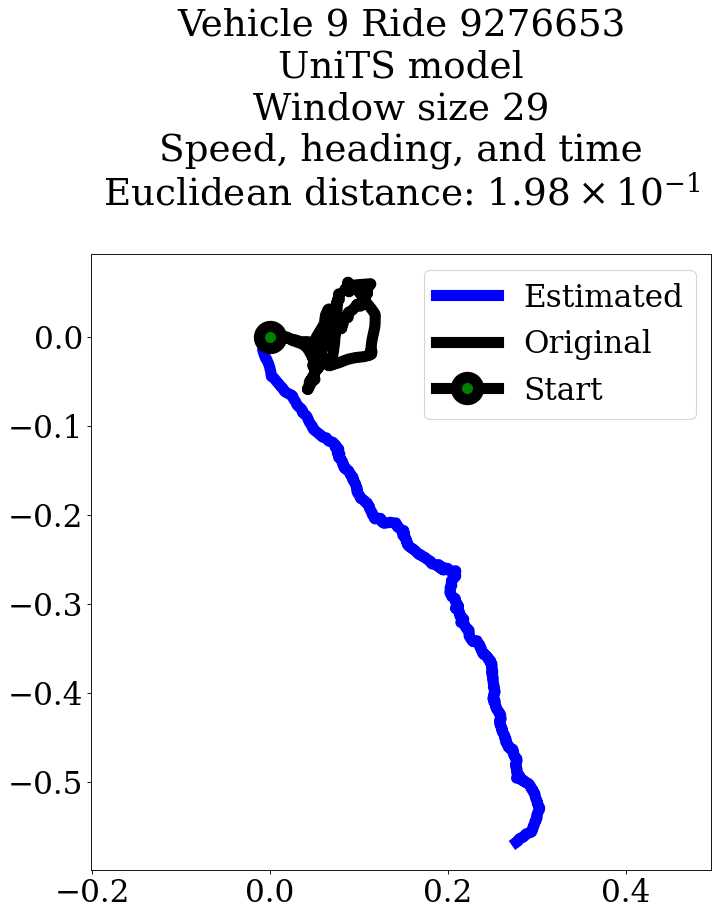 Vehicle 9 Ride 9276653
UniTS model
Window size 29
Speed, heading, and time
Euclidean distance: 1.98 × 10⁻¹
Estimated
Original
Start
0.0
−0.1
−0.2
−0.3
−0.4
−0.5
−0.2
0.0
0.2
0.4